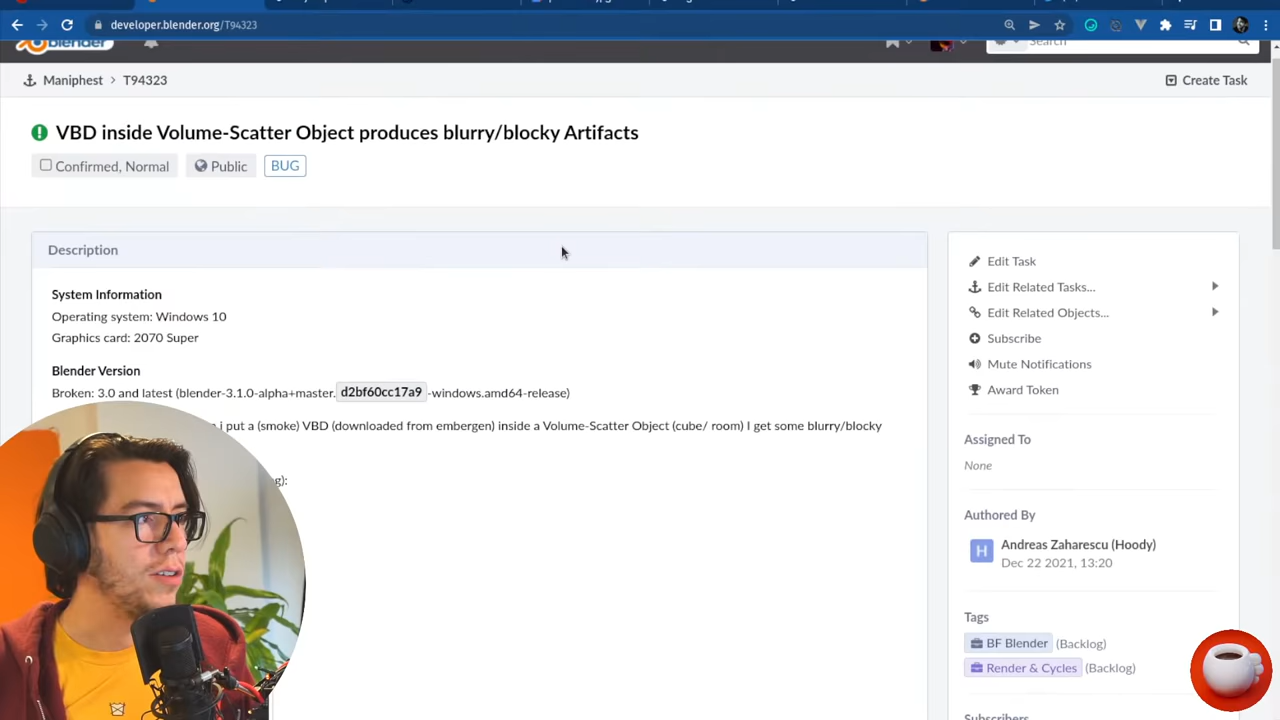 developer.blender.org/T94323
blender
Search
Maniphest > T94323
Create Task
VBD inside Volume-Scatter Object produces blurry/blocky Artifacts
Confirmed, Normal
Public
BUG
Description
System Information
Operating system: Windows 10
Graphics card: 2070 Super
Blender Version
Broken: 3.0 and latest (blender-3.1.0-alpha+master.d2bf60cc17a9-windows.amd64-release)
i put a (smoke) VBD (downloaded from embergen) inside a Volume-Scatter Object (cube/ room) I get some blurry/blocky
g):
Edit Task
Edit Related Tasks...
Edit Related Objects...
Subscribe
Mute Notifications
Award Token
Assigned To
None
Authored By
H
Andreas Zaharescu (Hoody)
Dec 22 2021, 13:20
Tags
BF Blender (Backlog)
Render & Cycles (Backlog)
Subscribers